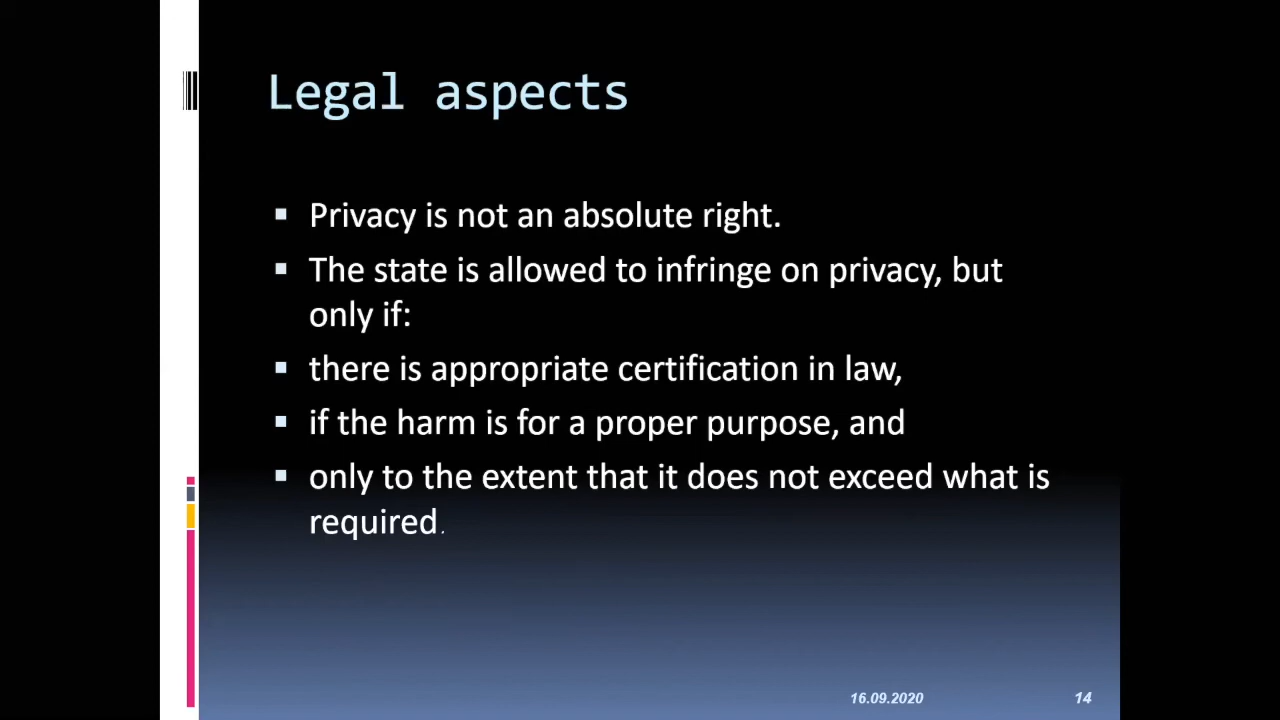 Legal aspects
▪ Privacy is not an absolute right.
▪ The state is allowed to infringe on privacy, but
only if:
▪ there is appropriate certification in law,
▪ if the harm is for a proper purpose, and
▪ only to the extent that it does not exceed what is
required.
16.09.2020 14